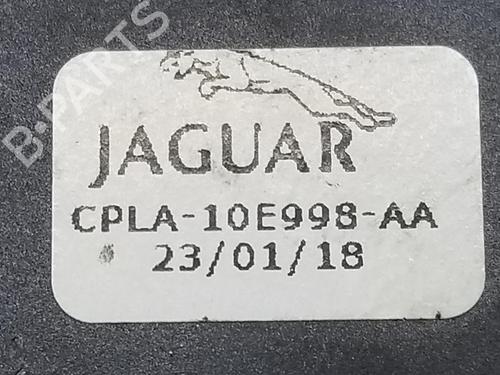 B-PARTS
JAGUAR
CPLA-10E998-AA
23/01/18